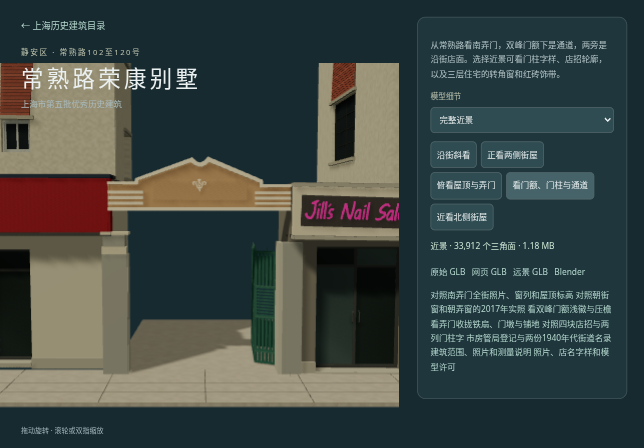 ← 上海历史建筑目录
静安区 · 常熟路102至120号
常熟路荣康别墅
上海市第五批优秀历史建筑
Jill's Nail Sal
拖动旋转 · 滚轮或双指缩放
从常熟路看南弄门，双峰门额下是通道，两旁是
沿街店面。选择近景可看门柱字样、店招轮廓，
以及三层住宅的转角窗和红砖饰带。
模型细节
完整近景
沿街斜看
正看两侧街屋
俯看屋顶与弄门
看门额、门柱与通道
近看北侧街屋
近景 · 33,912 个三角面 · 1.18 MB
原始 GLB 网页 GLB 远景 GLB Blender
对照南弄门全街照片、窗列和屋顶标高 对照朝街
窗和朝弄窗的2017年实照 看双峰门额浅徽与压檐
看弄门收拢铁扇、门墩与铺地 对照四块店招与两
列门柱字 市房管局登记与两份1940年代街道名录
建筑范围、照片和测量说明 照片、店名字样和模
型许可